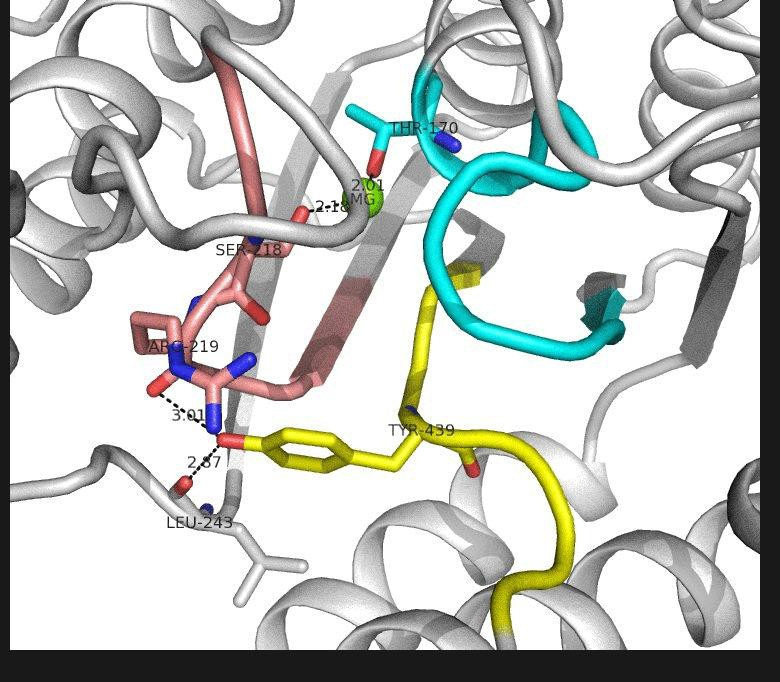 THR-170
2.01
MG
2.18
SER-218
ARG-219
3.01
TYR-439
2.87
LEU-243